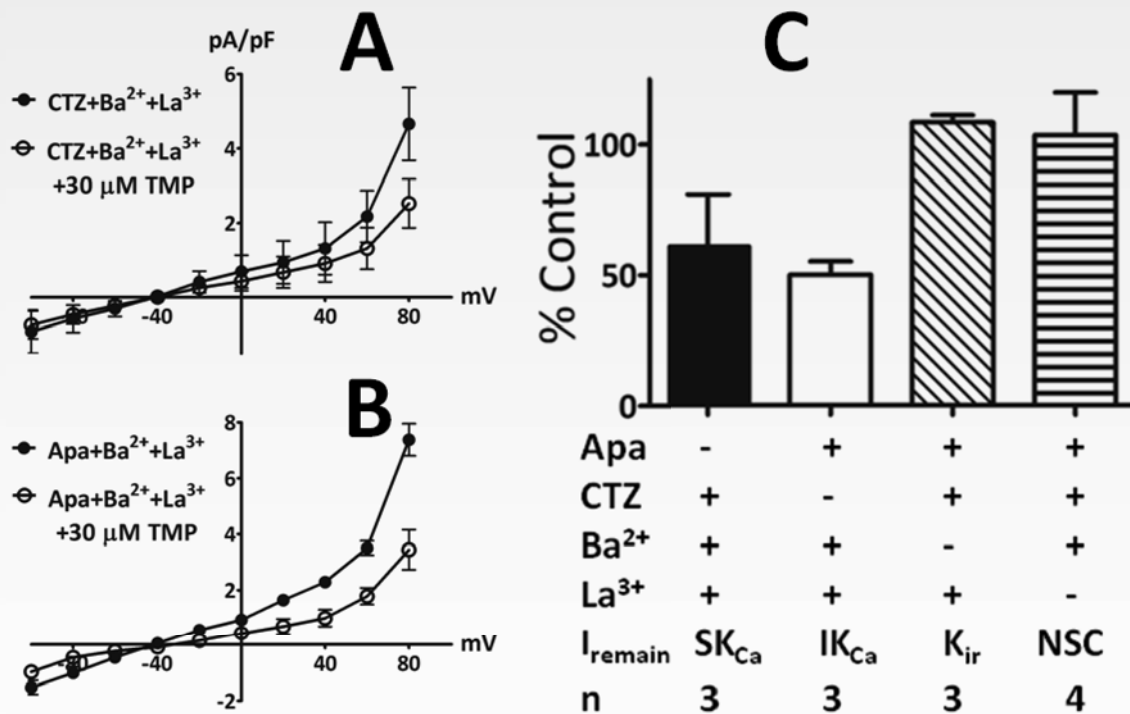 A
pA/pF
6
CTZ+Ba²⁺+La³⁺
CTZ+Ba²⁺+La³⁺
+30 μM TMP
4
2
-40
40
80
mV
B
8
Apa+Ba²⁺+La³⁺
Apa+Ba²⁺+La³⁺
+30 μM TMP
6
4
2
-40
40
80
mV
-2
C
% Control
100
50
0
Apa - + + +
CTZ + - + +
Ba²⁺ + + - +
La³⁺ + + + -
Iremain SKCa IKCa Kir NSC
n 3 3 3 4